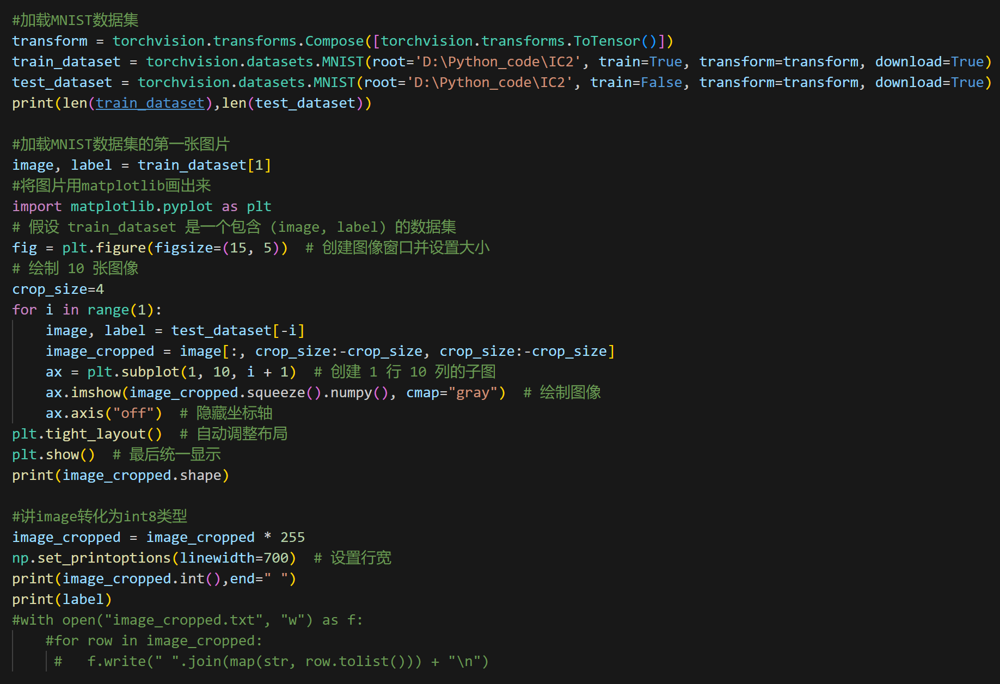 #加载MNIST数据集
transform = torchvision.transforms.Compose([torchvision.transforms.ToTensor()])
train_dataset = torchvision.datasets.MNIST(root='D:\Python_code\IC2', train=True, transform=transform, download=True)
test_dataset = torchvision.datasets.MNIST(root='D:\Python_code\IC2', train=False, transform=transform, download=True)
print(len(train_dataset),len(test_dataset))

#加载MNIST数据集的第一张图片
image, label = train_dataset[1]
#将图片用matplotlib画出来
import matplotlib.pyplot as plt
# 假设 train_dataset 是一个包含 (image, label) 的数据集
fig = plt.figure(figsize=(15, 5))  # 创建图像窗口并设置大小
# 绘制 10 张图像
crop_size=4
for i in range(1):
    image, label = test_dataset[-i]
    image_cropped = image[:, crop_size:-crop_size, crop_size:-crop_size]
    ax = plt.subplot(1, 10, i + 1)  # 创建 1 行 10 列的子图
    ax.imshow(image_cropped.squeeze().numpy(), cmap="gray")  # 绘制图像
    ax.axis("off")  # 隐藏坐标轴
plt.tight_layout()  # 自动调整布局
plt.show()  # 最后统一显示
print(image_cropped.shape)

#讲image转化为int8类型
image_cropped = image_cropped * 255
np.set_printoptions(linewidth=700)  # 设置行宽
print(image_cropped.int(),end=" ")
print(label)
#with open("image_cropped.txt", "w") as f:
    #for row in image_cropped:
     #   f.write(" ".join(map(str, row.tolist())) + "\n")